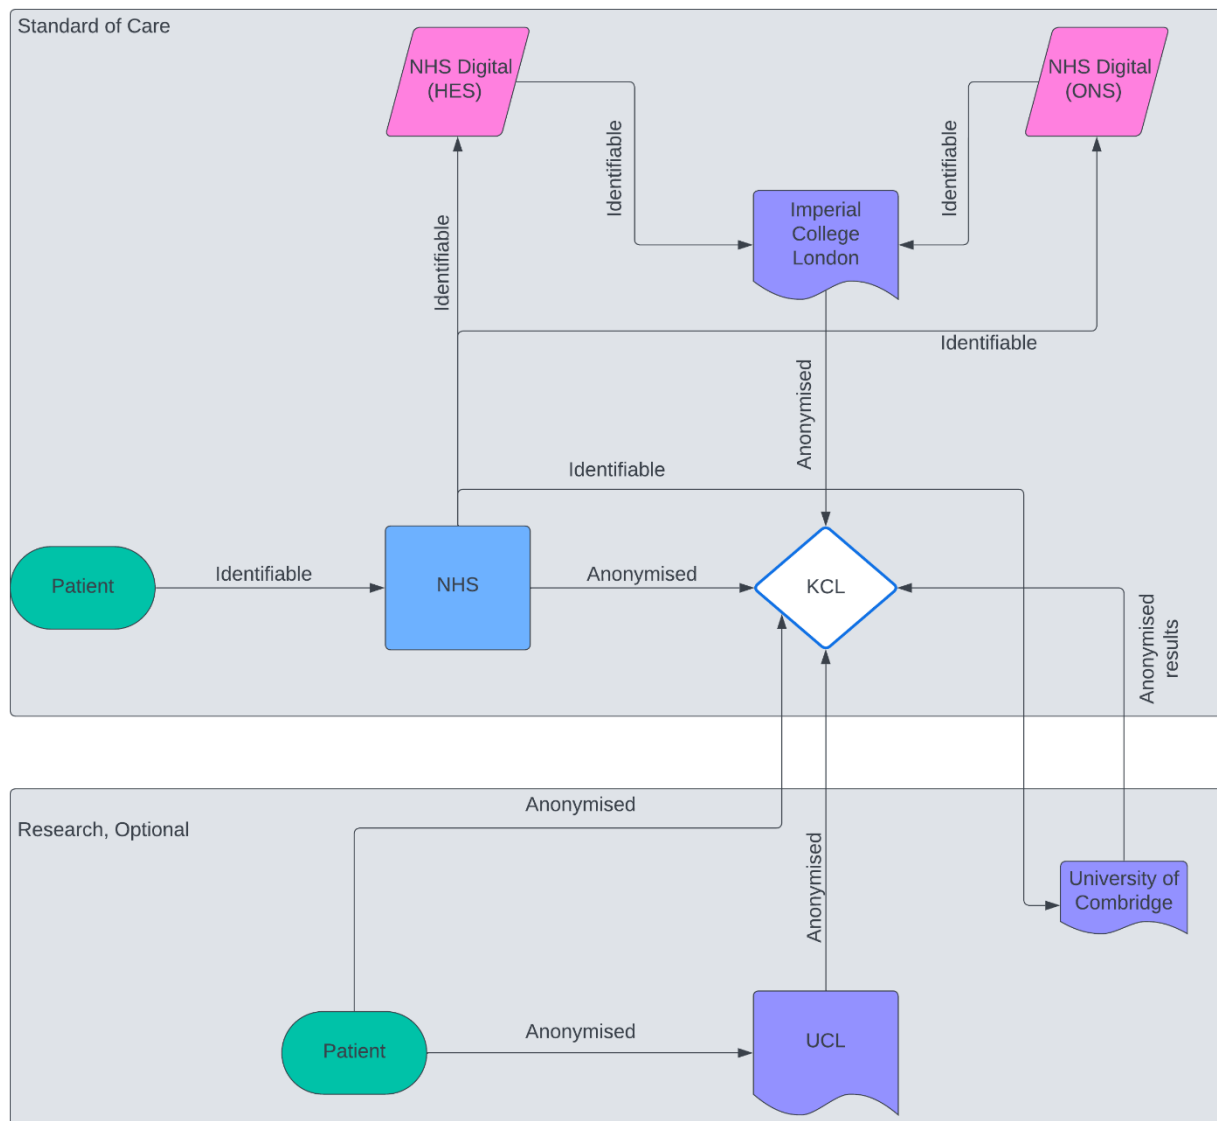 Standard of Care
NHS Digital
(HES)
NHS Digital
(ONS)
Identifiable
Identifiable
Imperial
College
London
Identifiable
Identifiable
Anonymised
Identifiable
Patient
Identifiable
NHS
Anonymised
KCL
Anonymised
results
Research, Optional
Anonymised
Anonymised
University of
Combridge
Patient
Anonymised
UCL